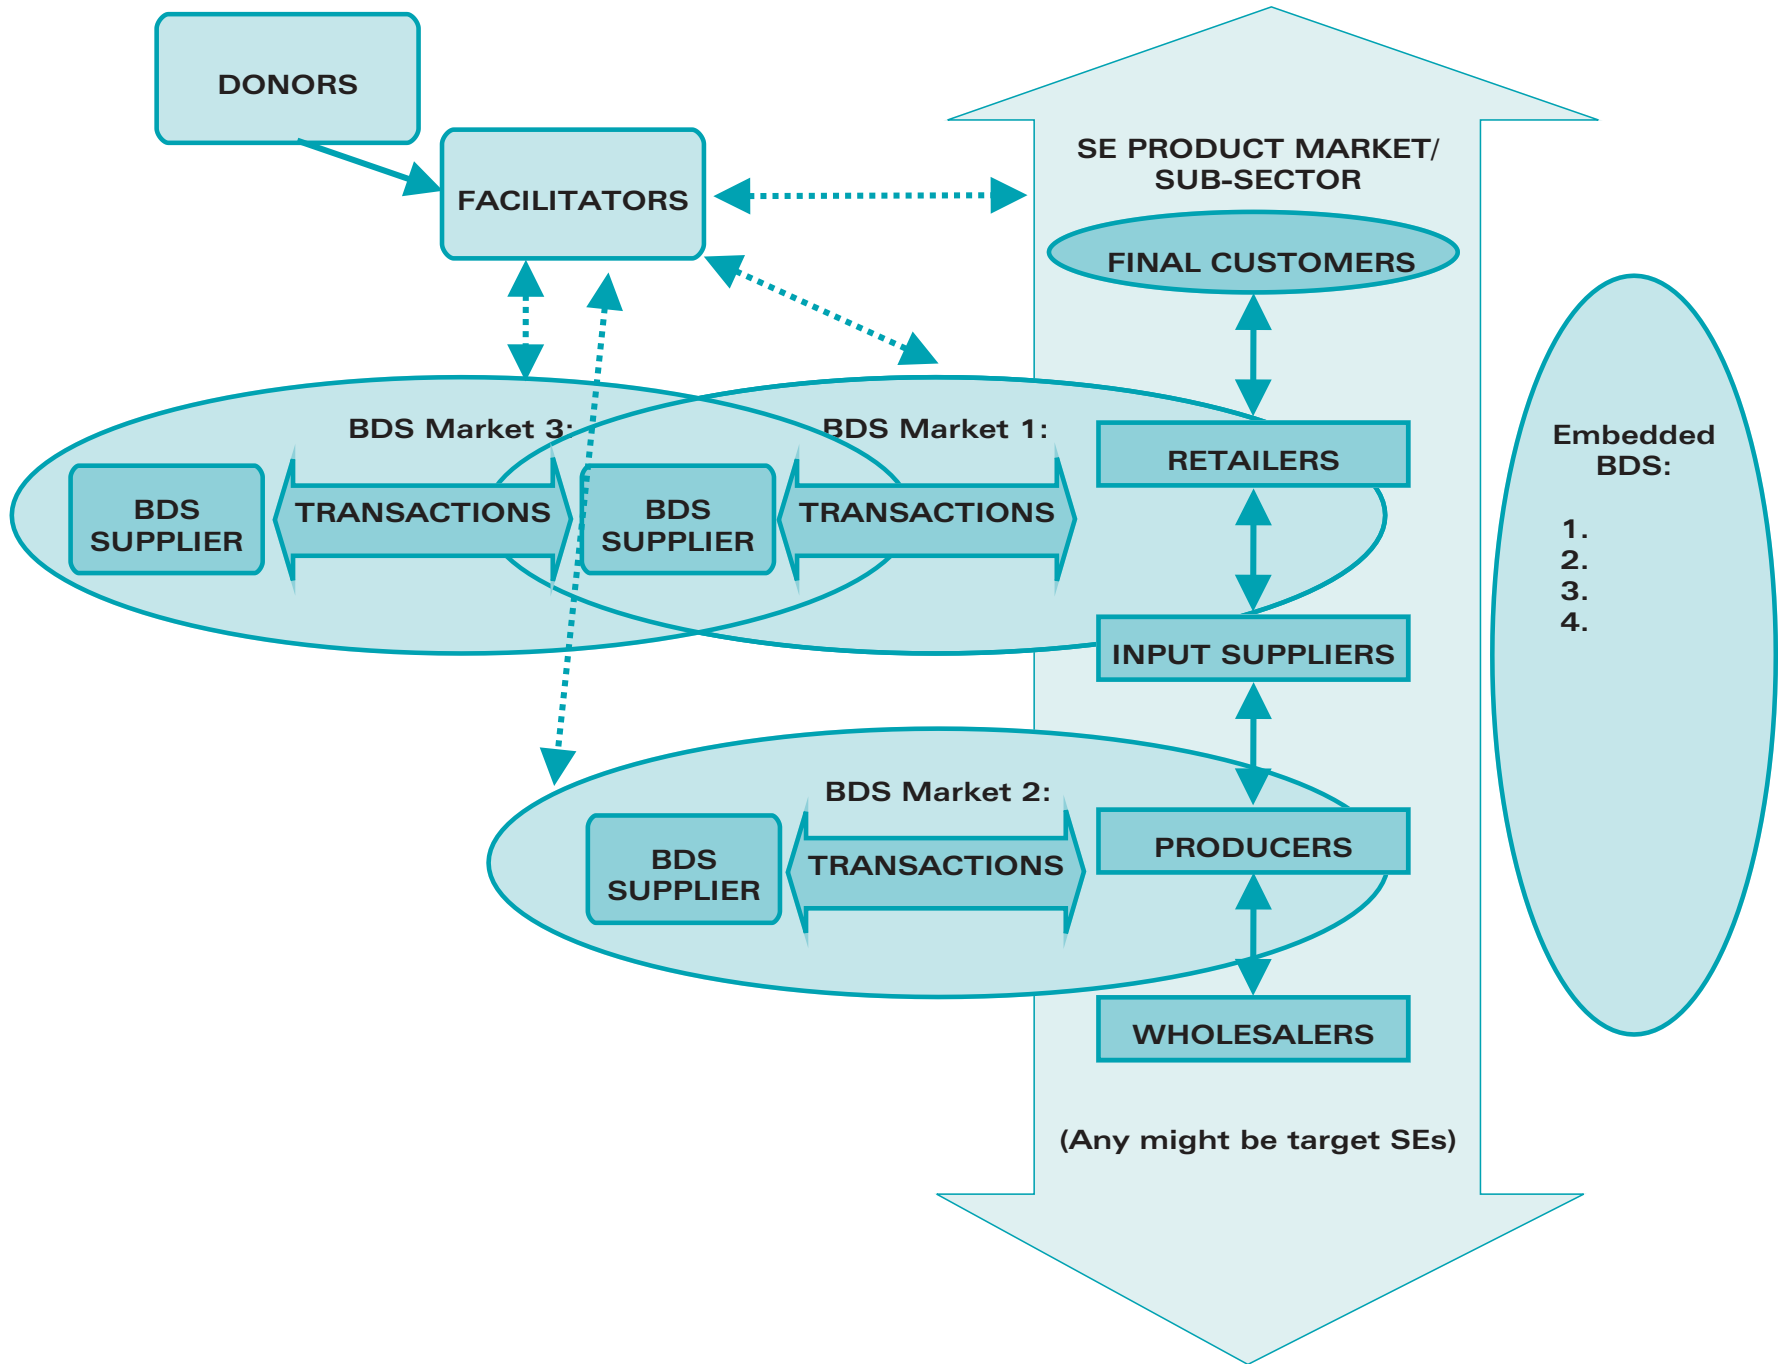 DONORS
FACILITATORS
SE PRODUCT MARKET/
SUB-SECTOR
FINAL CUSTOMERS
BDS Market 3:
BDS Market 1:
RETAILERS
BDS
SUPPLIER
TRANSACTIONS
BDS
SUPPLIER
TRANSACTIONS
INPUT SUPPLIERS
Embedded
BDS:
1.
2.
3.
4.
BDS Market 2:
BDS
SUPPLIER
TRANSACTIONS
PRODUCERS
WHOLESALERS
(Any might be target SEs)